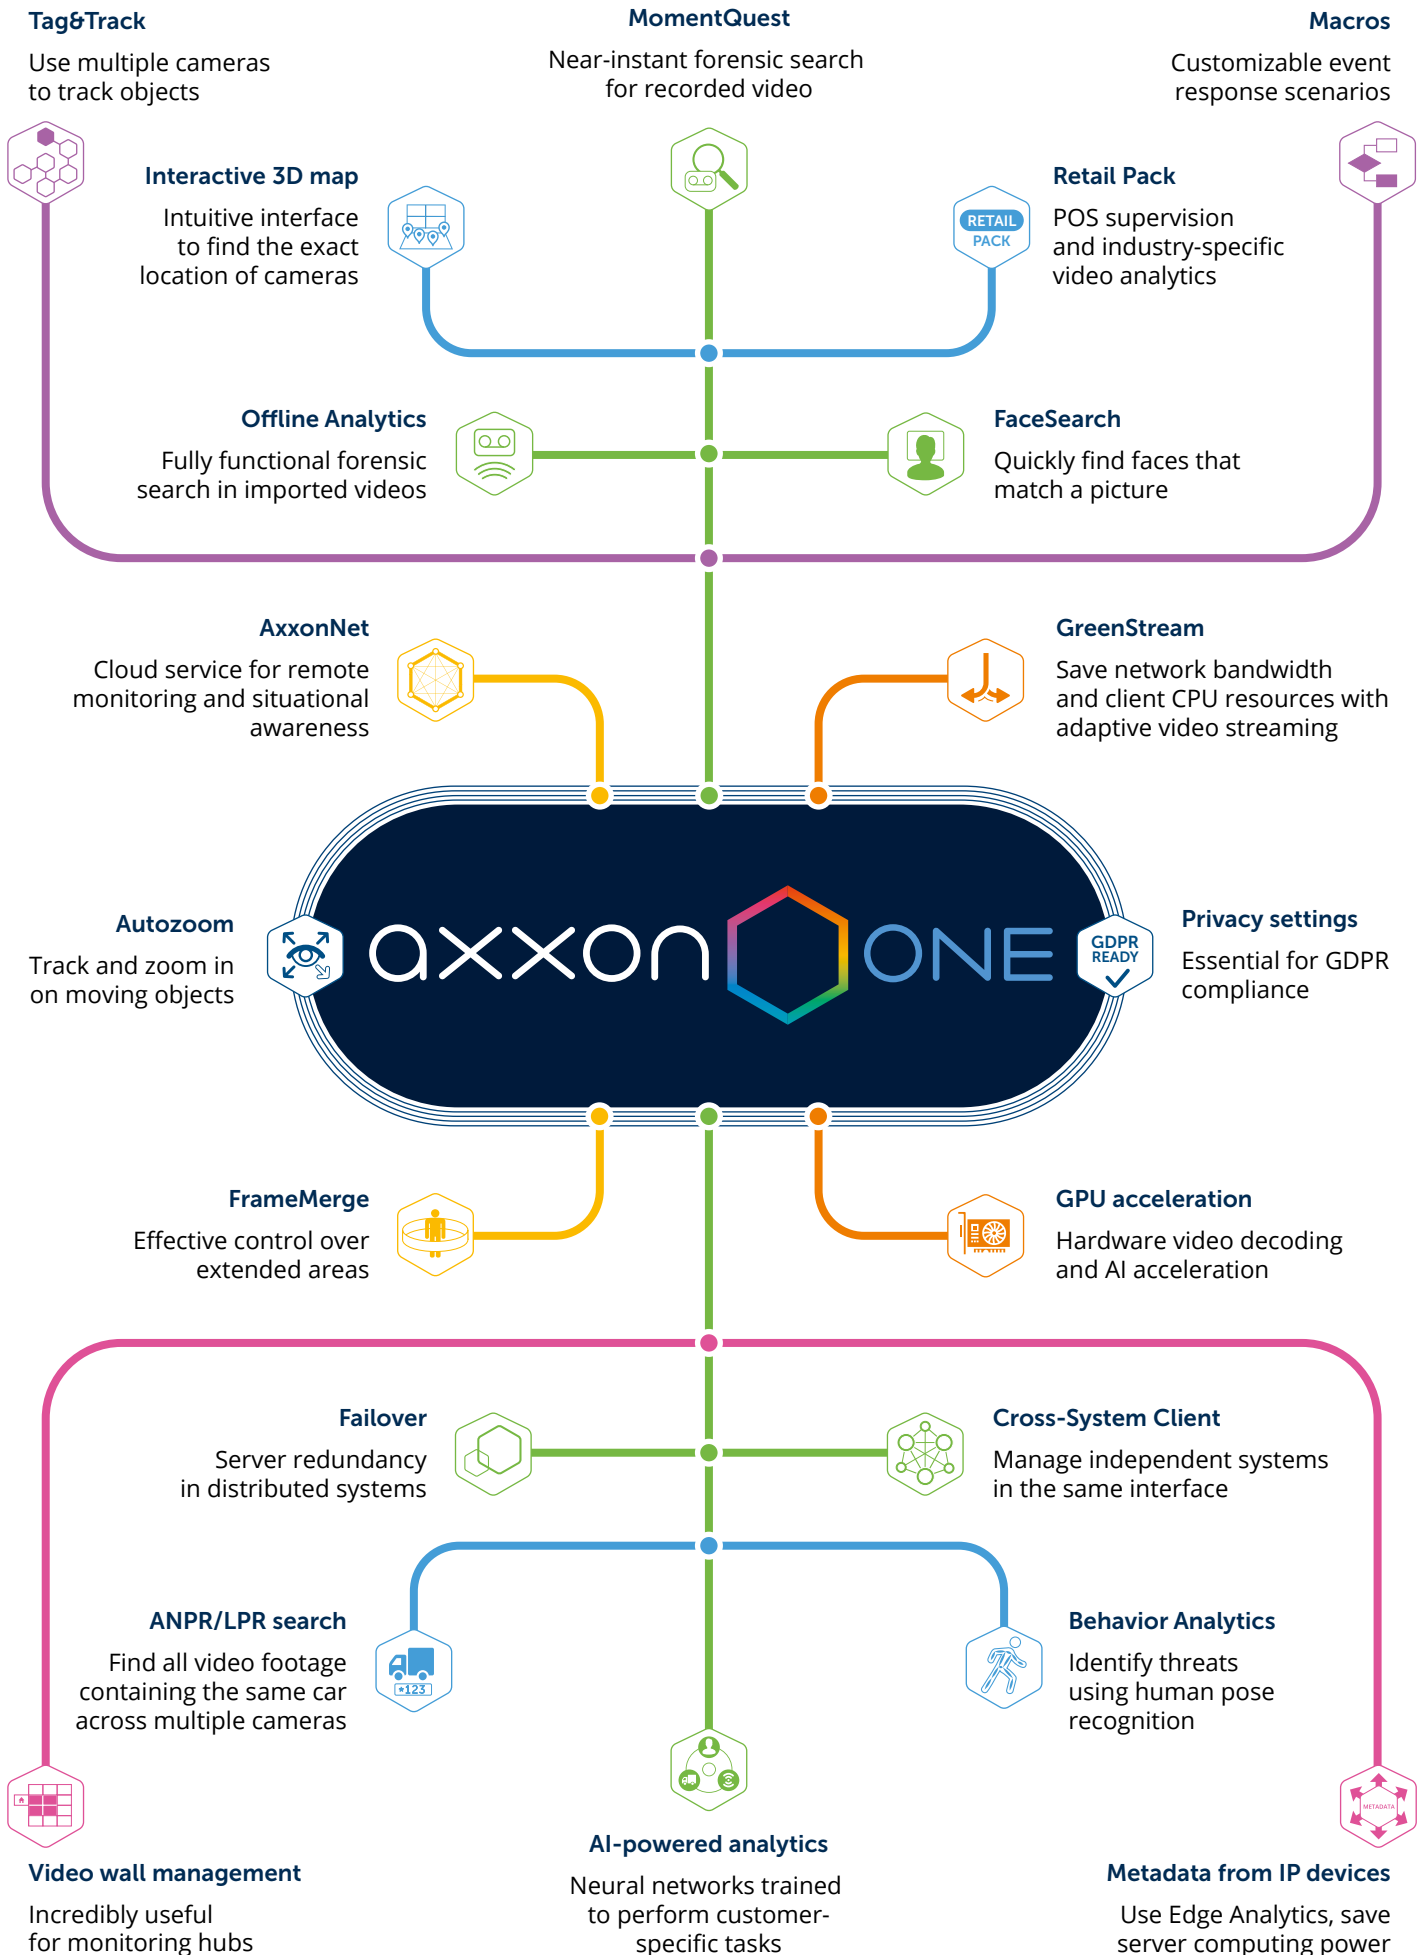 Tag&Track
Use multiple cameras
to track objects
MomentQuest
Near-instant forensic search
for recorded video
Macros
Customizable event
response scenarios
Interactive 3D map
Intuitive interface
to find the exact
location of cameras
RETAIL
PACK
Retail Pack
POS supervision
and industry-specific
video analytics
Offline Analytics
Fully functional forensic
search in imported videos
FaceSearch
Quickly find faces that
match a picture
AxxonNet
Cloud service for remote
monitoring and situational
awareness
GreenStream
Save network bandwidth
and client CPU resources with
adaptive video streaming
Autozoom
Track and zoom in
on moving objects
axxon ONE
GDPR
READY
Privacy settings
Essential for GDPR
compliance
FrameMerge
Effective control over
extended areas
GPU acceleration
Hardware video decoding
and AI acceleration
Failover
Server redundancy
in distributed systems
Cross-System Client
Manage independent systems
in the same interface
ANPR/LPR search
Find all video footage
containing the same car
across multiple cameras
*123
Behavior Analytics
Identify threats
using human pose
recognition
Video wall management
Incredibly useful
for monitoring hubs
AI-powered analytics
Neural networks trained
to perform customer-
specific tasks
METADATA
Metadata from IP devices
Use Edge Analytics, save
server computing power